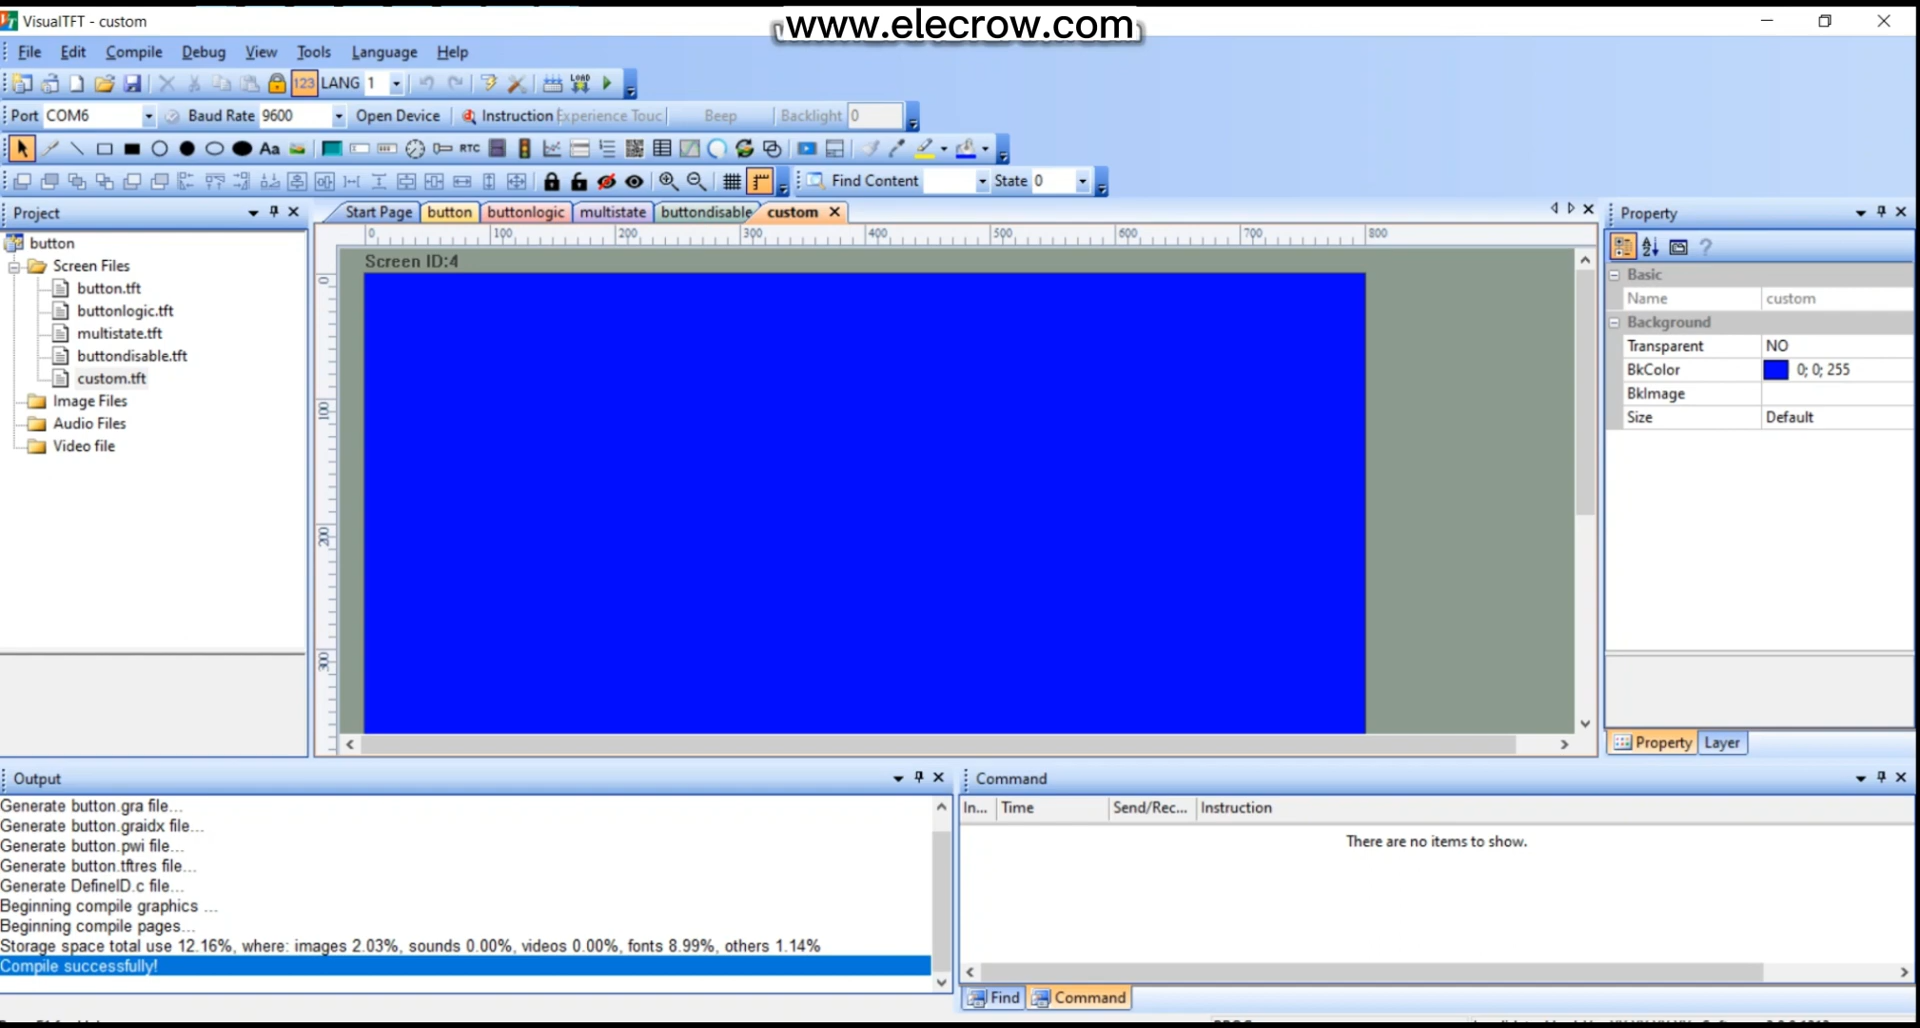 VisualTFT - custom
www.elecrow.com
File Edit Compile Debug View Tools Language Help
123 LANG 1 LOAD
Port COM6 Baud Rate 9600 Open Device Instruction Experience Touc Beep Backlight 0
Aa RTC
Find Content State 0
Project
button
Screen Files
button.tft
buttonlogic.tft
multistate.tft
buttondisable.tft
custom.tft
Image Files
Audio Files
Video file
Start Page button buttonlogic multistate buttondisable custom
0 100 200 300 400 500 600 700 800
Screen ID:4
0
100
200
300
Property
Basic
Name custom
Background
Transparent NO
BkColor 0; 0; 255
BkImage
Size Default
Property Layer
Output
Generate button.gra file...
Generate button.graidx file...
Generate button.pwi file...
Generate button.tftres file...
Generate DefineID.c file...
Beginning compile graphics ...
Beginning compile pages...
Storage space total use 12.16%, where: images 2.03%, sounds 0.00%, videos 0.00%, fonts 8.99%, others 1.14%
Compile successfully!
Command
In... Time Send/Rec... Instruction
There are no items to show.
Find Command